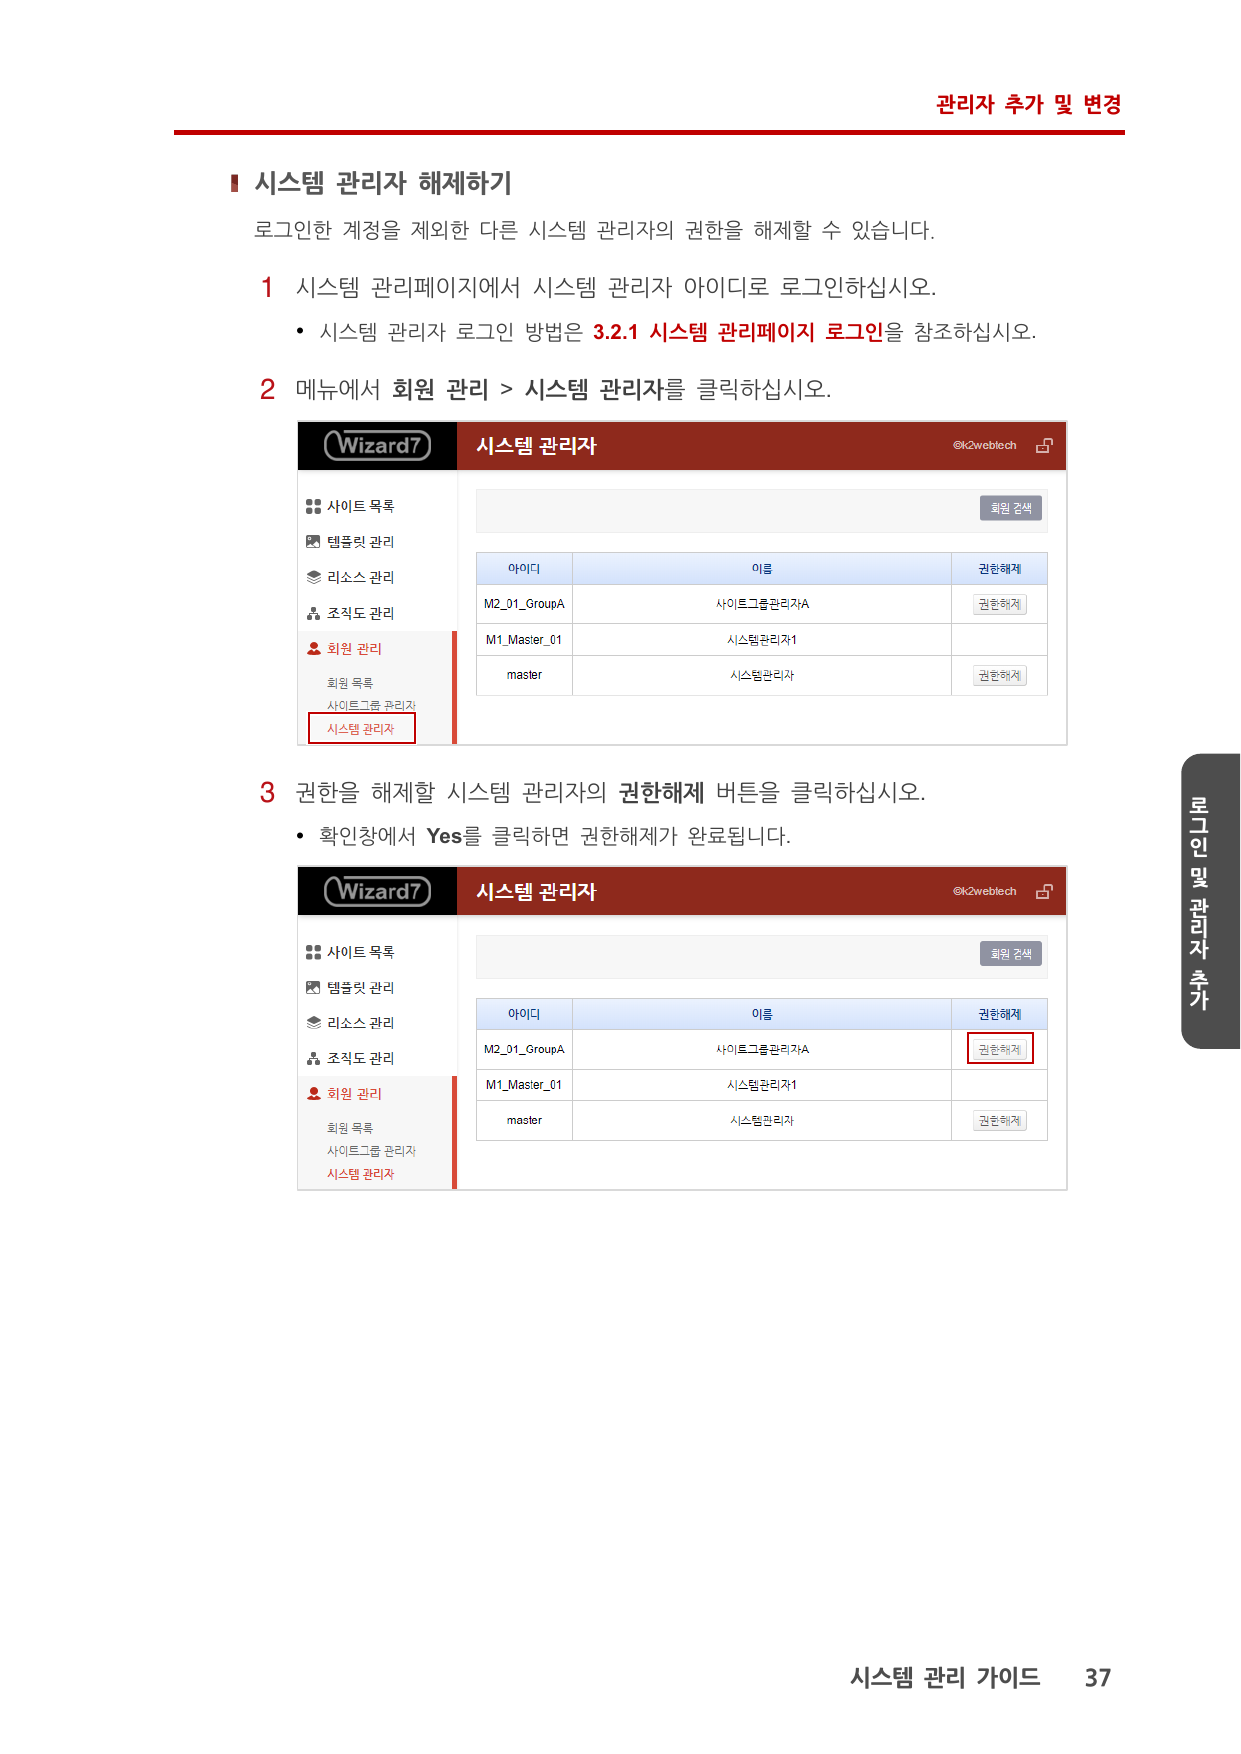 관리자 추가 및 변경
시스템 관리자 해제하기
로그인한 계정을 제외한 다른 시스템 관리자의 권한을 해제할 수 있습니다.
1 시스템 관리페이지에서 시스템 관리자 아이디로 로그인하십시오.
• 시스템 관리자 로그인 방법은 3.2.1 시스템 관리페이지 로그인을 참조하십시오.
2 메뉴에서 회원 관리 > 시스템 관리자를 클릭하십시오.
Wizard7 시스템 관리자 ©k2webtech
사이트 목록
템플릿 관리
리소스 관리
조직도 관리
회원 관리
회원 목록
사이트그룹 관리자
시스템 관리자
회원 검색
아이디 이름 권한해제
M2_01_GroupA 사이트그룹관리자A 권한해제
M1_Master_01 시스템관리자1
master 시스템관리자 권한해제
3 권한을 해제할 시스템 관리자의 권한해제 버튼을 클릭하십시오.
• 확인창에서 Yes를 클릭하면 권한해제가 완료됩니다.
Wizard7 시스템 관리자 ©k2webtech
사이트 목록
템플릿 관리
리소스 관리
조직도 관리
회원 관리
회원 목록
사이트그룹 관리자
시스템 관리자
회원 검색
아이디 이름 권한해제
M2_01_GroupA 사이트그룹관리자A 권한해제
M1_Master_01 시스템관리자1
master 시스템관리자 권한해제
로그인 및 관리자 추가
시스템 관리 가이드 37